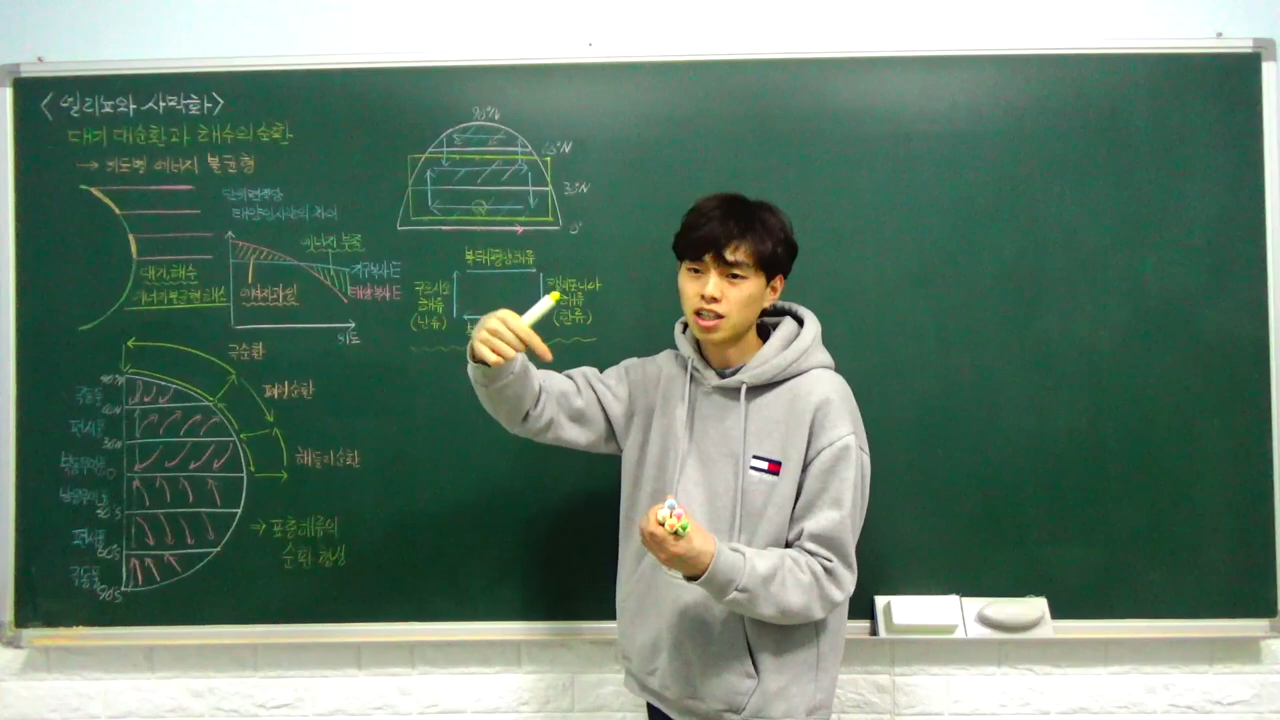 <엘리뇨와 사막화>
대기 대순환과 해수의 순환
→ 위도별 에너지 불균형
단위면적당
태양입사량의 차이
대기, 해수
에너지 불균형 해소
에너지 부족
지구복사E
태양복사E
에너지과잉
위도
90°N
60°N
30°N
0°
북태평양 해류
쿠로시오
해류
(난류)
캘리포니아
해류
(한류)
극순환
페렐순환
해들리순환
90°N
극동풍
60N
편서풍
30N
북동무역풍
0
남동무역풍
30°S
편서풍
60°S
극동풍
90°S
⇒ 표층해류의
순환 형성